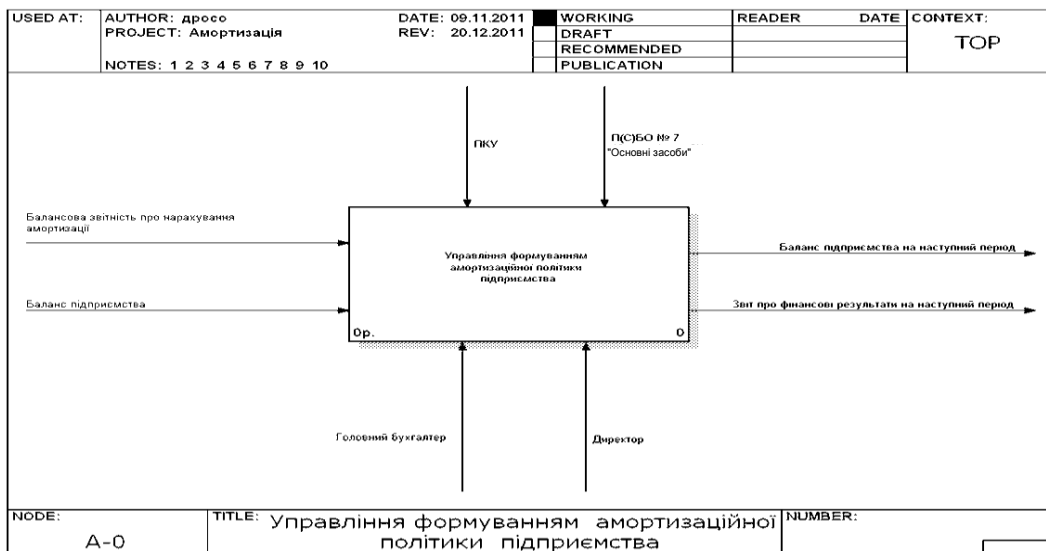 USED AT:
AUTHOR: дросо
DATE: 09.11.2011
WORKING
READER
DATE
CONTEXT:
PROJECT: Амортизація
REV: 20.12.2011
DRAFT
TOP
RECOMMENDED
NOTES: 1 2 3 4 5 6 7 8 9 10
PUBLICATION
ПКУ
П(С)БО № 7
"Основні засоби"
Балансова звітність про нарахування
амортизації
Баланс підприємства
Управління формуванням
амортизаційної політики
підприємства
0р.
0
Баланс підприємства на наступний період
Звіт про фінансові результати на наступний період
Головний бухгалтер
Директор
NODE:
A-0
TITLE: Управління формуванням амортизаційної
політики підприємства
NUMBER: